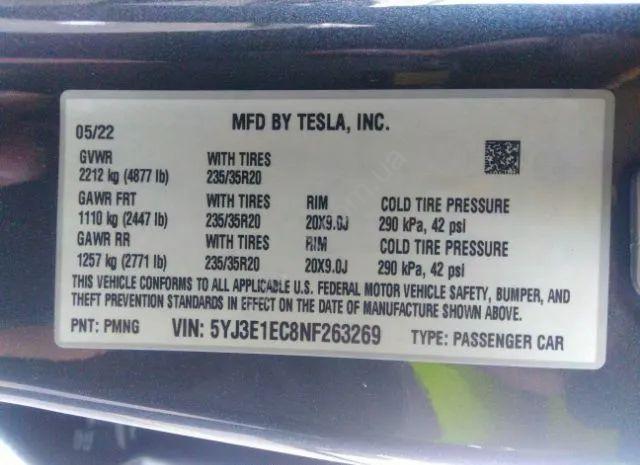 MFD BY TESLA, INC.
05/22
GVWR WITH TIRES
2212 kg (4877 lb) 235/35R20
GAWR FRT WITH TIRES RIM COLD TIRE PRESSURE
1110 kg (2447 lb) 235/35R20 20X9.0J 290 kPa, 42 psi
GAWR RR WITH TIRES RIM COLD TIRE PRESSURE
1257 kg (2771 lb) 235/35R20 20X9.0J 290 kPa, 42 psi
THIS VEHICLE CONFORMS TO ALL APPLICABLE U.S. FEDERAL MOTOR VEHICLE SAFETY, BUMPER, AND
THEFT PREVENTION STANDARDS IN EFFECT ON THE DATE OF MANUFACTURE SHOWN ABOVE.
PNT: PMNG VIN: 5YJ3E1EC8NF263269 TYPE: PASSENGER CAR